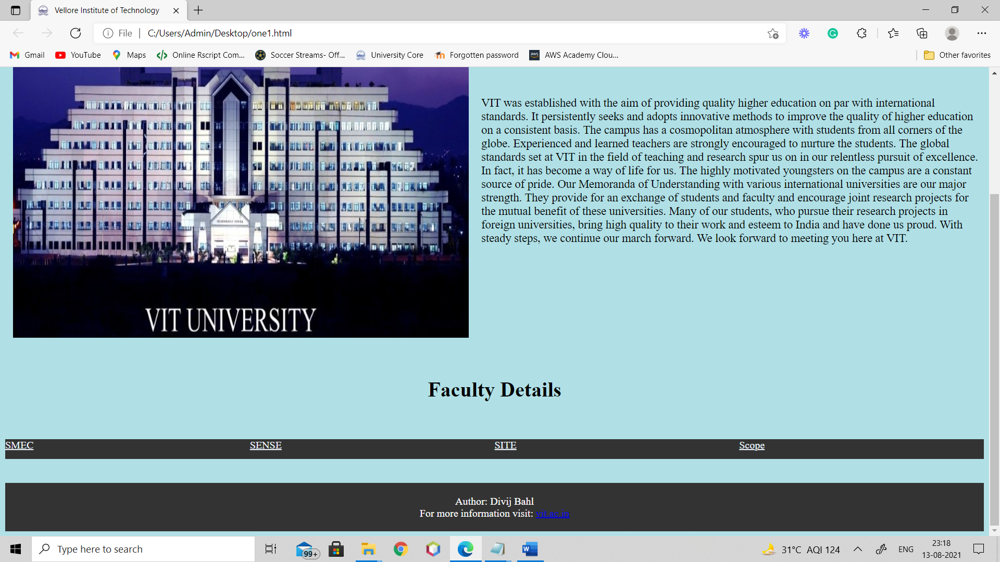 Vellore Institute of Technology
File
C:/Users/Admin/Desktop/one1.html
Gmail
YouTube
Maps
Online Rscript Com...
Soccer Streams- Off...
University Core
Forgotten password
aws
AWS Academy Clou...
Other favorites
TECHNOLOGY TOWER
VIT UNIVERSITY
VIT was established with the aim of providing quality higher education on par with international
standards. It persistently seeks and adopts innovative methods to improve the quality of higher education
on a consistent basis. The campus has a cosmopolitan atmosphere with students from all corners of the
globe. Experienced and learned teachers are strongly encouraged to nurture the students. The global
standards set at VIT in the field of teaching and research spur us on in our relentless pursuit of excellence.
In fact, it has become a way of life for us. The highly motivated youngsters on the campus are a constant
source of pride. Our Memoranda of Understanding with various international universities are our major
strength. They provide for an exchange of students and faculty and encourage joint research projects for
the mutual benefit of these universities. Many of our students, who pursue their research projects in
foreign universities, bring high quality to their work and esteem to India and have done us proud. With
steady steps, we continue our march forward. We look forward to meeting you here at VIT.
Faculty Details
SMEC
SENSE
SITE
Scope
Author: Divij Bahl
For more information visit: vit.ac.in
Type here to search
99+
W
31°C AQI 124
ENG
23:18
13-08-2021